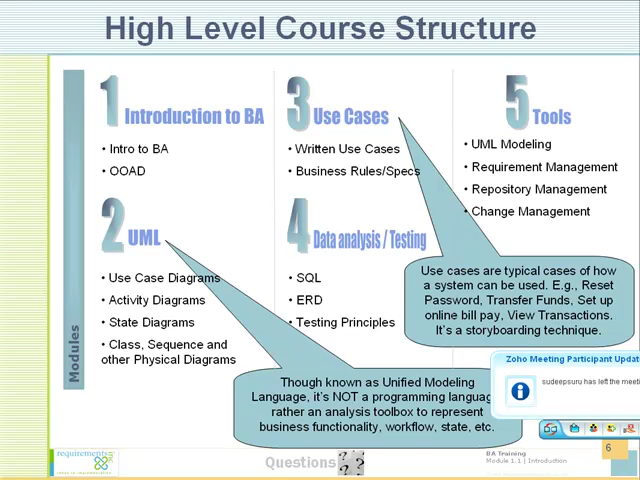 High Level Course Structure
Modules
1 Introduction to BA
• Intro to BA
• OOAD
2 UML
• Use Case Diagrams
• Activity Diagrams
• State Diagrams
• Class, Sequence and
other Physical Diagrams
3 Use Cases
• Written Use Cases
• Business Rules/Specs
4 Data analysis / Testing
• SQL
• ERD
• Testing Principles
5 Tools
• UML Modeling
• Requirement Management
• Repository Management
• Change Management
Use cases are typical cases of how
a system can be used. E.g., Reset
Password, Transfer Funds, Set up
online bill pay, View Transactions.
It's a storyboarding technique.
Though known as Unified Modeling
Language, it's NOT a programming languag
rather an analysis toolbox to represent
business functionality, workflow, state, etc.
Zoho Meeting Participant Updat
sudeepsuru has left the meeti
requirements
Questions
? ? ?
BA Training
Module 1.1 | Introduction
6